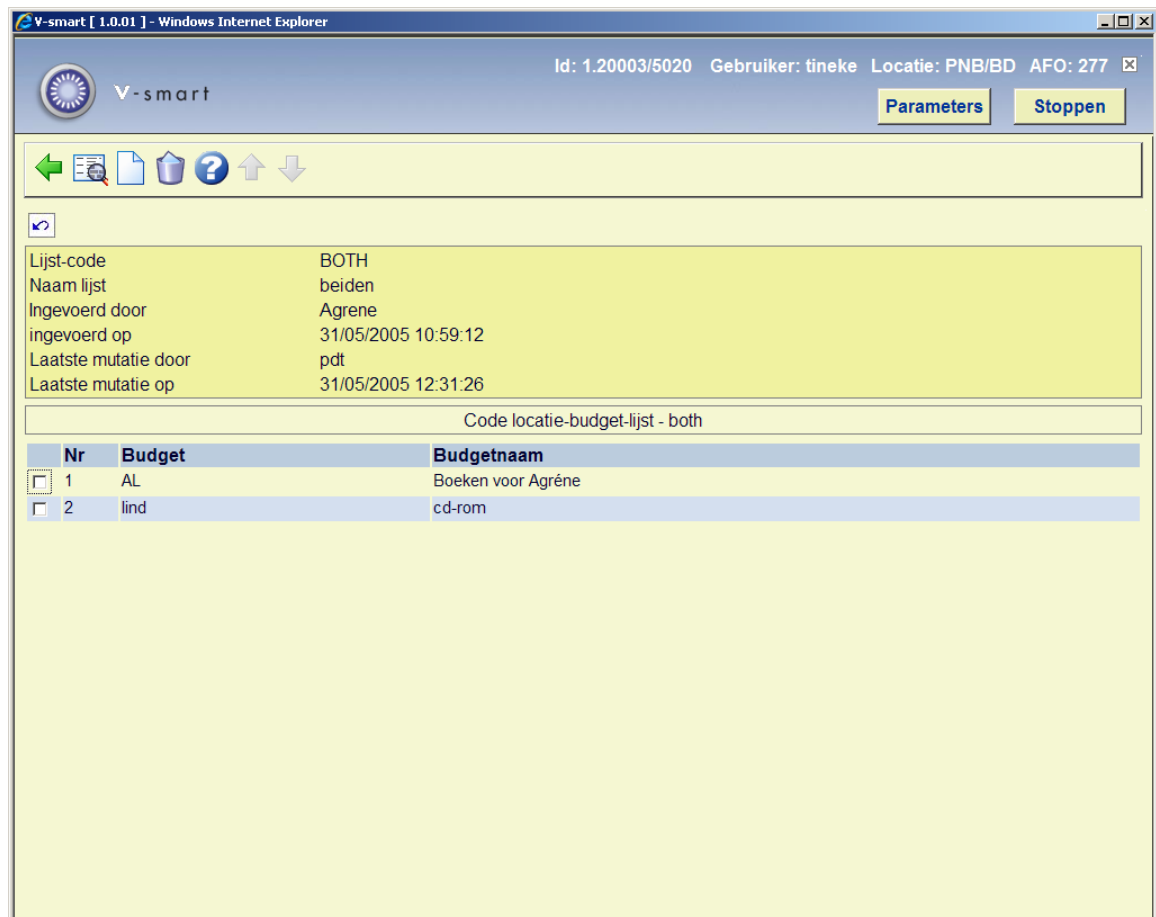 V-smart [ 1.0.01 ] - Windows Internet Explorer
Id: 1.20003/5020 Gebruiker: tineke Locatie: PNB/BD AFO: 277
V-smart
Parameters Stoppen
Lijst-code BOTH
Naam lijst beiden
Ingevoerd door Agrene
ingevoerd op 31/05/2005 10:59:12
Laatste mutatie door pdt
Laatste mutatie op 31/05/2005 12:31:26
Code locatie-budget-lijst - both
Nr Budget Budgetnaam
1 AL Boeken voor Agréne
2 lind cd-rom